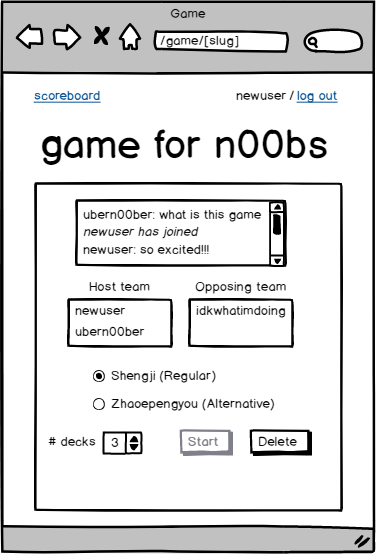 Game
/game/[slug]
scoreboard
newuser / log out
game for n00bs
ubern00ber: what is this game
newuser has joined
newuser: so excited!!!
Host team
Opposing team
newuser
ubern00ber
idkwhatimdoing
Shengji (Regular)
Zhaopengyou (Alternative)
# decks
3
Start
Delete